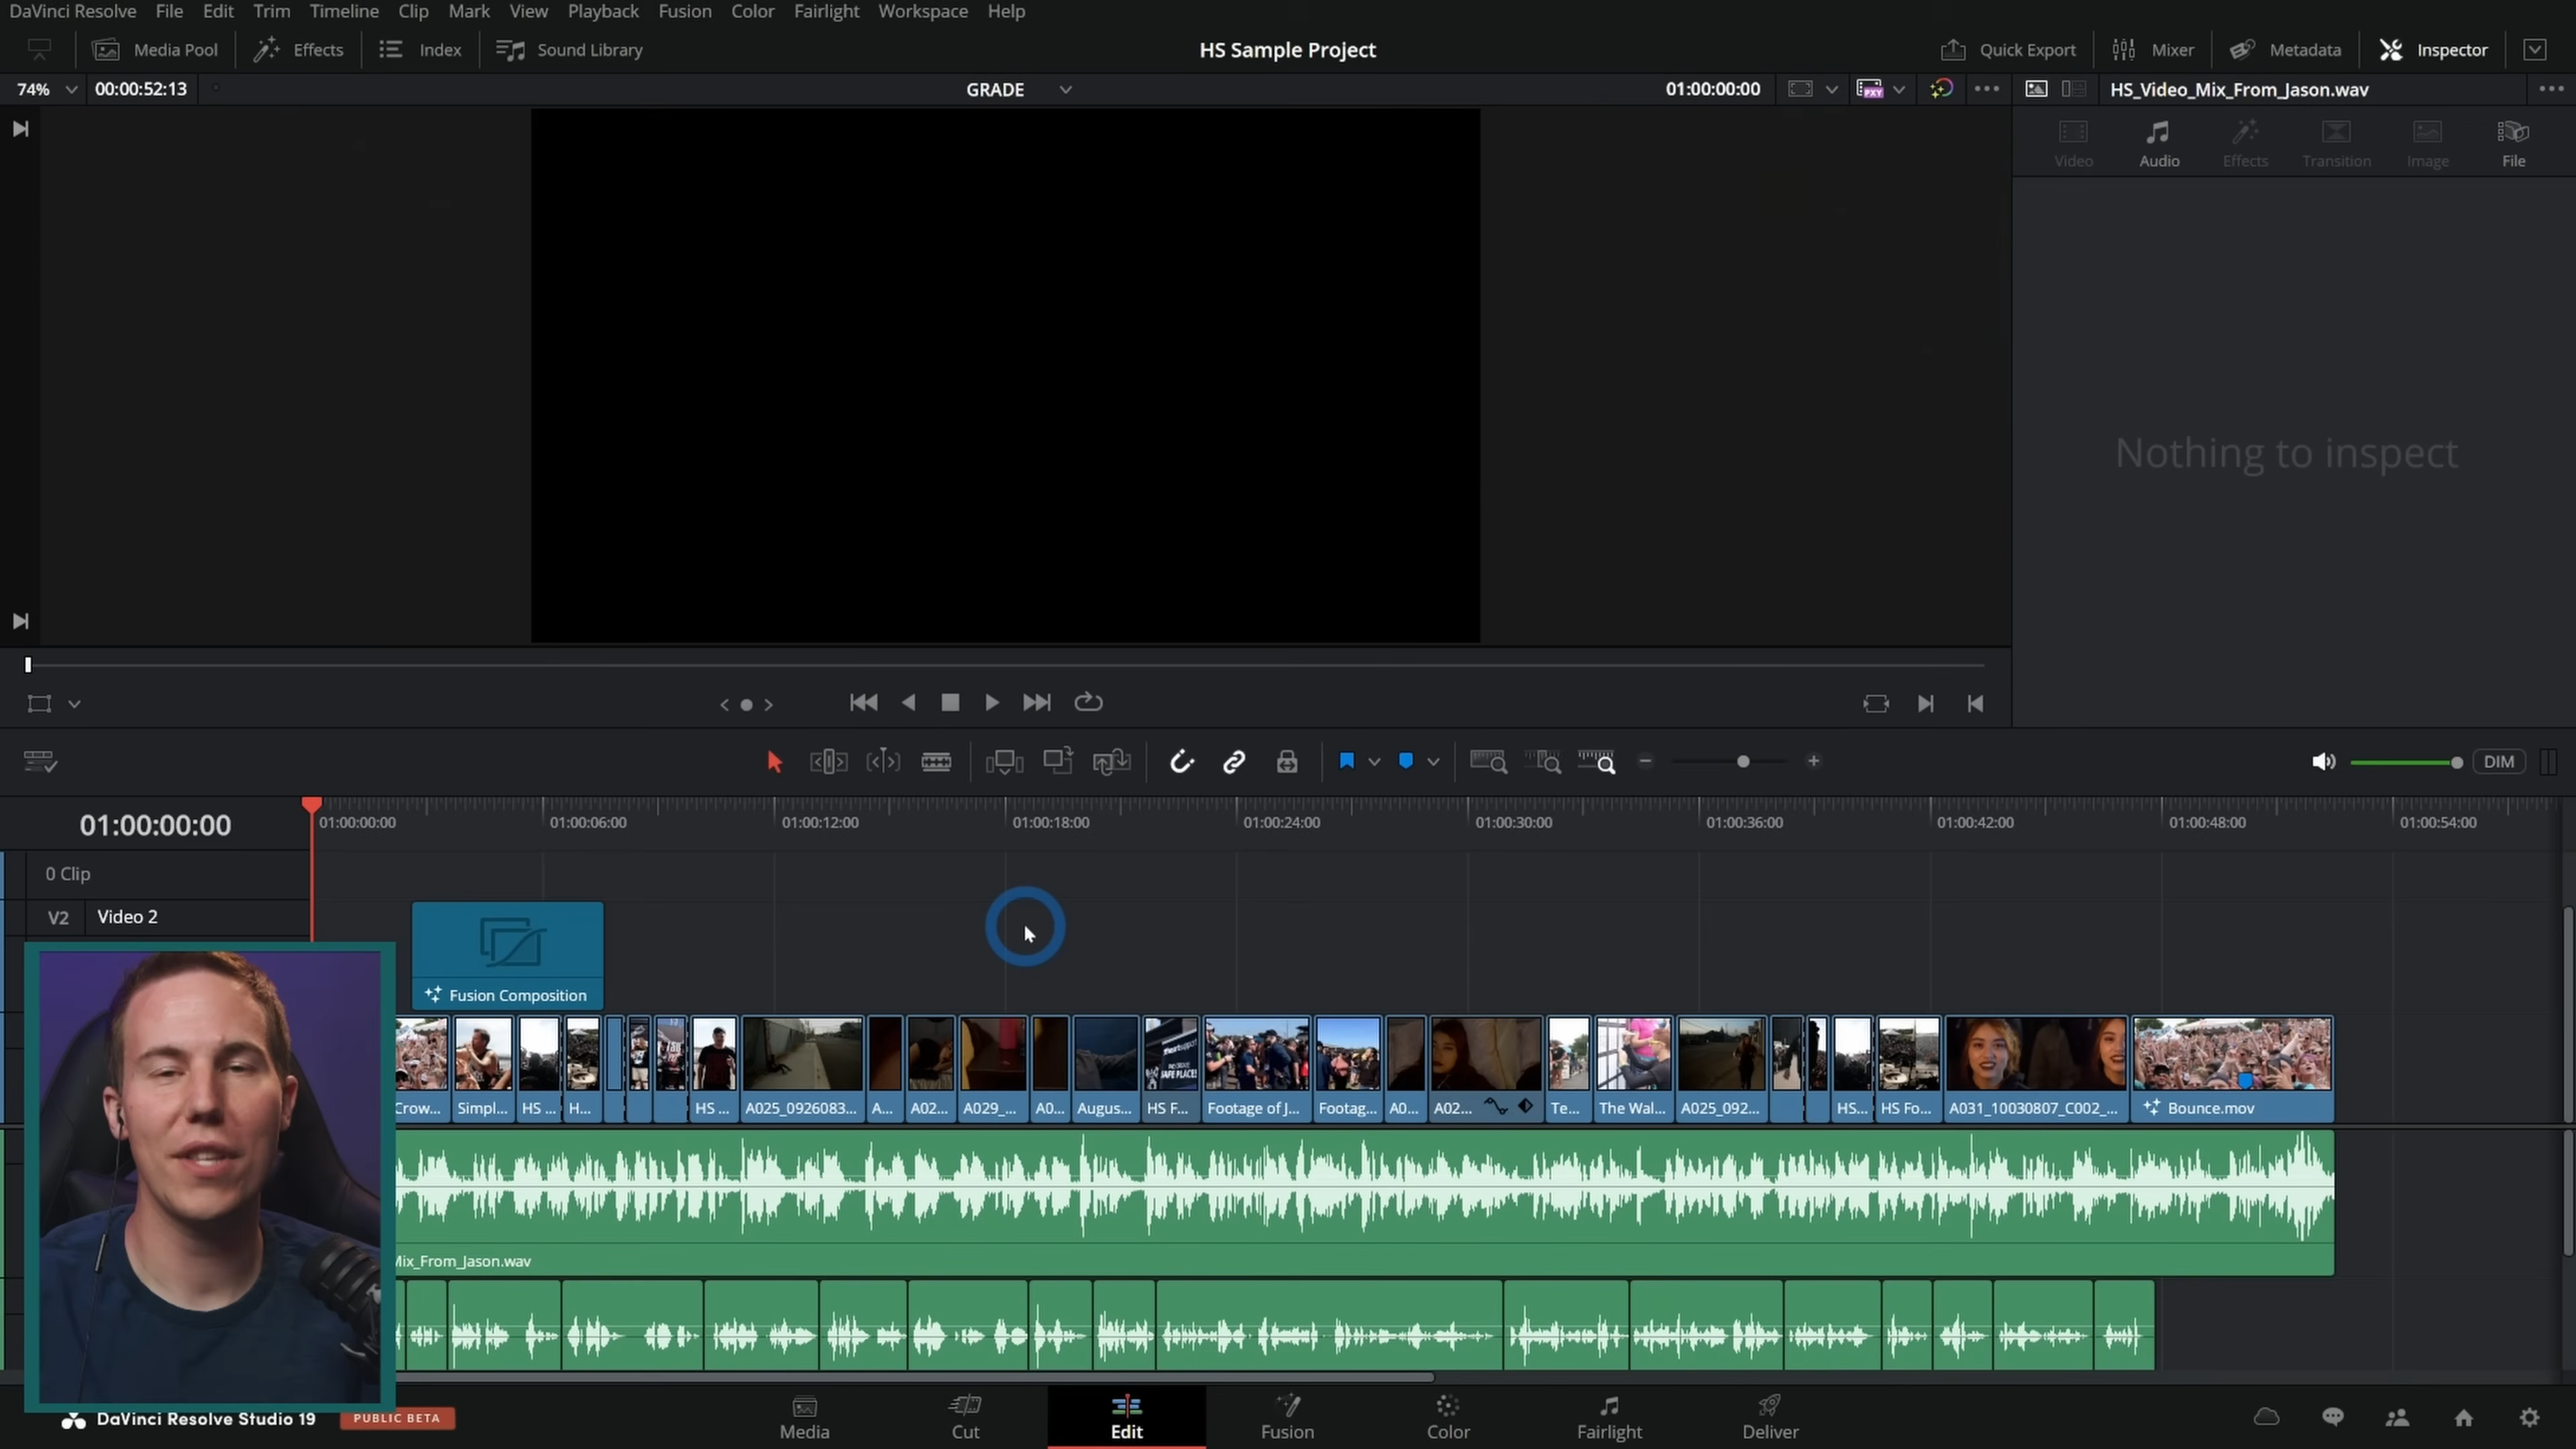 DaVinci Resolve File Edit Trim Timeline Clip Mark View Playback Fusion Color Fairlight Workspace Help
Media Pool Effects Index Sound Library HS Sample Project Quick Export Mixer Metadata Inspector
74% 00:00:52:13 GRADE 01:00:00:00 PXY HS_Video_Mix_From_Jason.wav
Video Audio Effects Transition Image File
Nothing to inspect
DIM
01:00:00:00 01:00:00:00 01:00:06:00 01:00:12:00 01:00:18:00 01:00:24:00 01:00:30:00 01:00:36:00 01:00:42:00 01:00:48:00 01:00:54:00
0 Clip
V2 Video 2
Fusion Composition
SAFE PLACE
Crow... Simpl... HS ... H... HS ... A025_0926083... A... A02... A029_... A0... Augus... HS F... Footage of J... Footag... A0... A02... Te... The Wal... A025_092... HS... HS Fo... A031_10030807_C002_... Bounce.mov
Mix_From_Jason.wav
DaVinci Resolve Studio 19 PUBLIC BETA
Media Cut Edit Fusion Color Fairlight Deliver